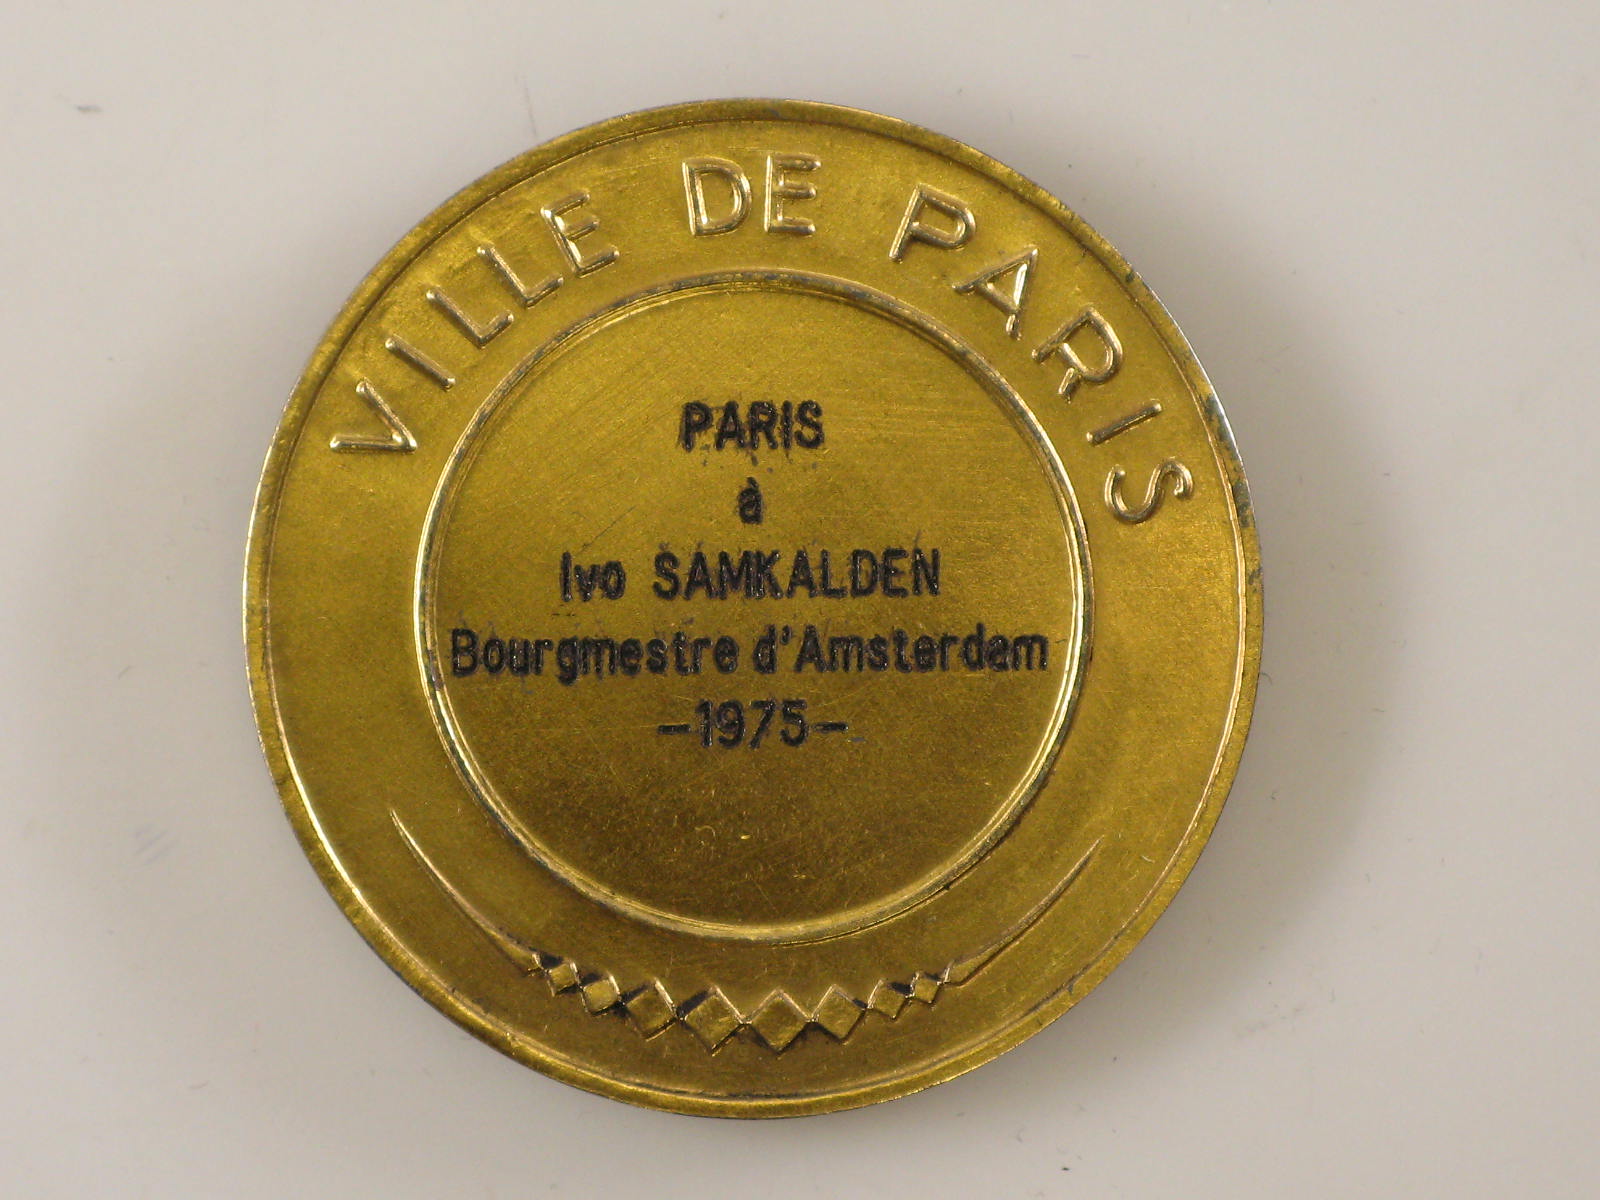 VILLE DE PARIS
PARIS
à
Ivo SAMKALDEN
Bourgmestre d'Amsterdam
-1975-